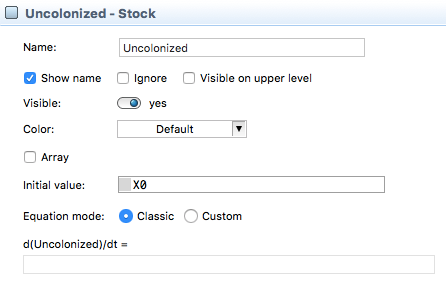 Uncolonized - Stock
Name: Uncolonized
Show name Ignore Visible on upper level
Visible: yes
Color: Default
Array
Initial value: X0
Equation mode: Classic Custom
d(Uncolonized)/dt =